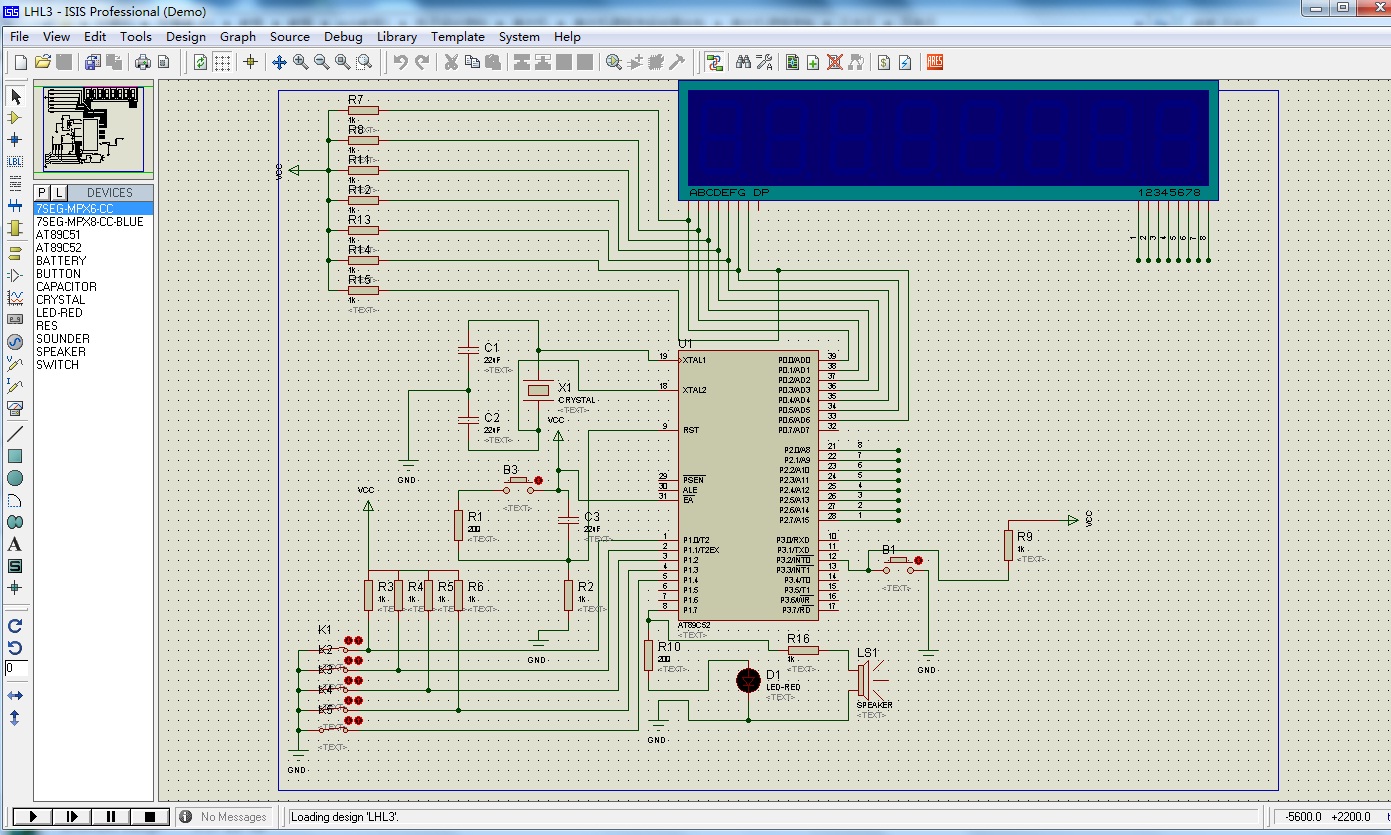 LHL3 - ISIS Professional (Demo)
File View Edit Tools Design Graph Source Debug Library Template System Help
ARES
LBL
P L DEVICES
7SEG-MPX6-CC
7SEG-MPX8-CC-BLUE
AT89C51
AT89C52
BATTERY
BUTTON
CAPACITOR
CRYSTAL
LED-RED
RES
SOUNDER
SPEAKER
SWITCH
0
VCC
R7
1k
<TEXT>
R8
1k
<TEXT>
R11
1k
<TEXT>
R12
1k
<TEXT>
R13
1k
<TEXT>
R14
1k
<TEXT>
R15
1k
<TEXT>
ABCDEFG DP
12345678
1
2
3
4
5
6
7
8
C1
<TEXT>
C2
<TEXT>
GND
X1
CRYSTAL
<TEXT>
VCC
B3
<TEXT>
R1
200
C3
<TEXT>
R2
1k
<TEXT>
GND
U1
19 XTAL1
18 XTAL2
9 RST
29 PSEN
30 ALE
31 EA
1 P1.0/T2
2 P1.1/T2EX
3 P1.2
4 P1.3
5 P1.4
6 P1.5
7 P1.6
8 P1.7
P0.0/AD0 39
P0.1/AD1 38
P0.2/AD2 37
P0.3/AD3 36
P0.4/AD4 35
P0.5/AD5 34
P0.6/AD6 33
P0.7/AD7 32
P2.0/A8 21 8
P2.1/A9 22 7
P2.2/A10 23 6
P2.3/A11 24 5
P2.4/A12 25 4
P2.5/A13 26 3
P2.6/A14 27 2
P2.7/A15 28 1
P3.0/RXD 10
P3.1/TXD 11
P3.2/INT0 12
P3.3/INT1 13
P3.4/T0 14
P3.5/T1 15
P3.6/WR 16
P3.7/RD 17
AT89C52
<TEXT>
VCC
R3
1k
R4
1k
R5
1k
R6
1k
<TEXT>
K1
K2
K3
K4
K5
<TEXT>
GND
R10
200
<TEXT>
D1
LED-RED
<TEXT>
R16
1k
<TEXT>
LS1
SPEAKER
<TEXT>
GND
B1
<TEXT>
GND
R9
1k
<TEXT>
VCC
No Messages
Loading design 'LHL3'.
-5600.0 +2200.0